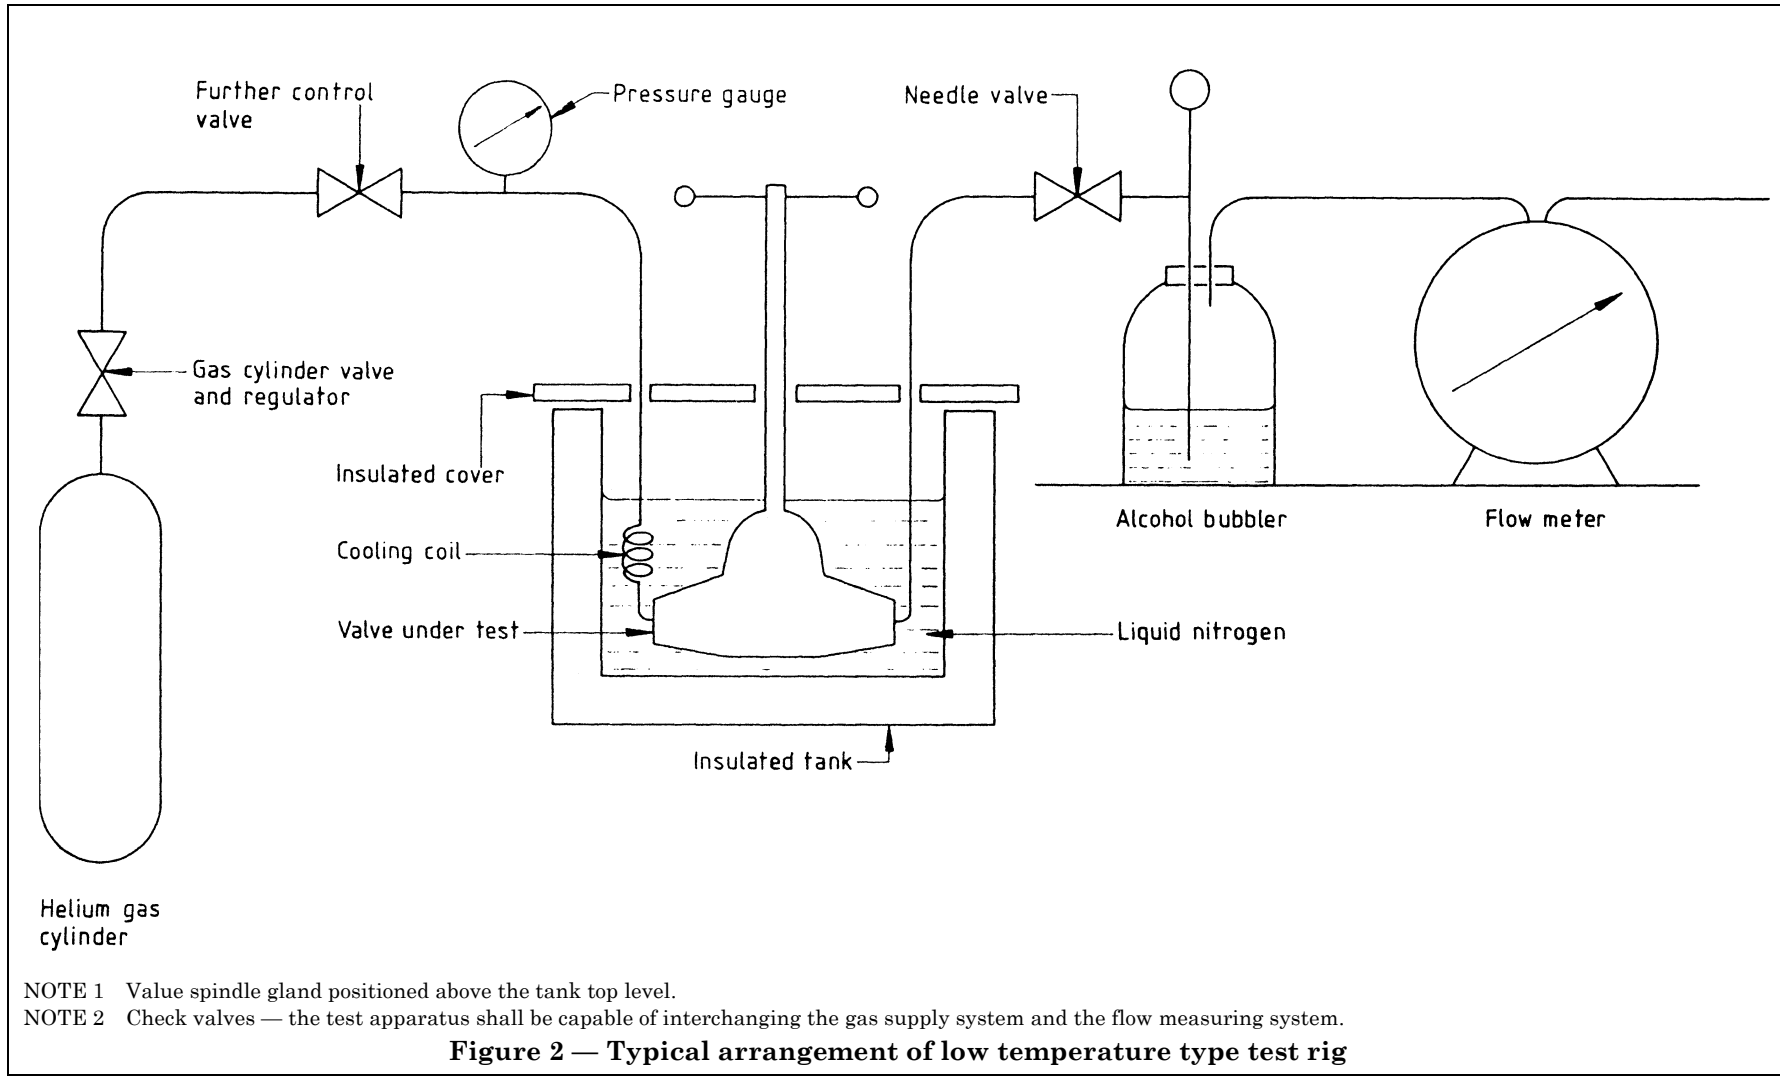 Further control
valve
Pressure gauge
Needle valve
Gas cylinder valve
and regulator
Insulated cover
Alcohol bubbler
Flow meter
Cooling coil
Valve under test
Liquid nitrogen
Insulated tank
Helium gas
cylinder
NOTE 1 Value spindle gland positioned above the tank top level.
NOTE 2 Check valves — the test apparatus shall be capable of interchanging the gas supply system and the flow measuring system.
Figure 2 — Typical arrangement of low temperature type test rig